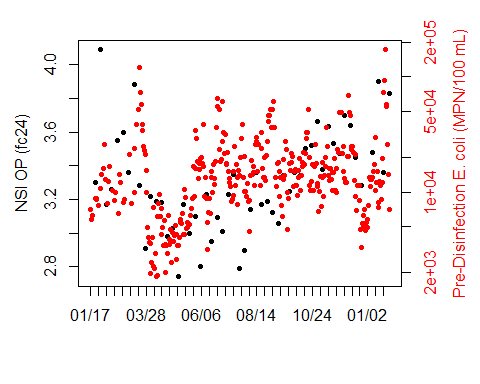 NSI OP (fc24)
4.0
3.6
3.2
2.8
2e+05
5e+04
1e+04
2e+03
Pre-Disinfection E. coli (MPN/100 mL)
01/17 03/28 06/06 08/14 10/24 01/02